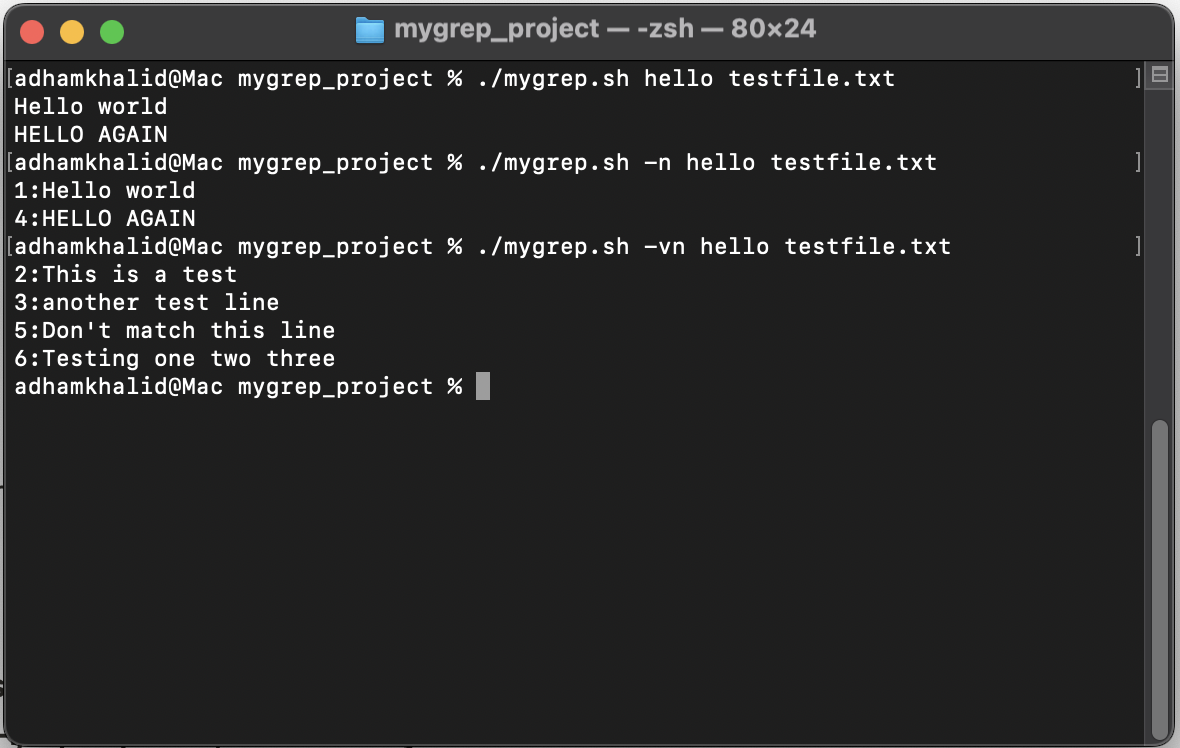 mygrep_project — -zsh — 80×24
[adhamkhalid@Mac mygrep_project % ./mygrep.sh hello testfile.txt ]
Hello world
HELLO AGAIN
[adhamkhalid@Mac mygrep_project % ./mygrep.sh -n hello testfile.txt ]
1:Hello world
4:HELLO AGAIN
[adhamkhalid@Mac mygrep_project % ./mygrep.sh -vn hello testfile.txt ]
2:This is a test
3:another test line
5:Don't match this line
6:Testing one two three
adhamkhalid@Mac mygrep_project %